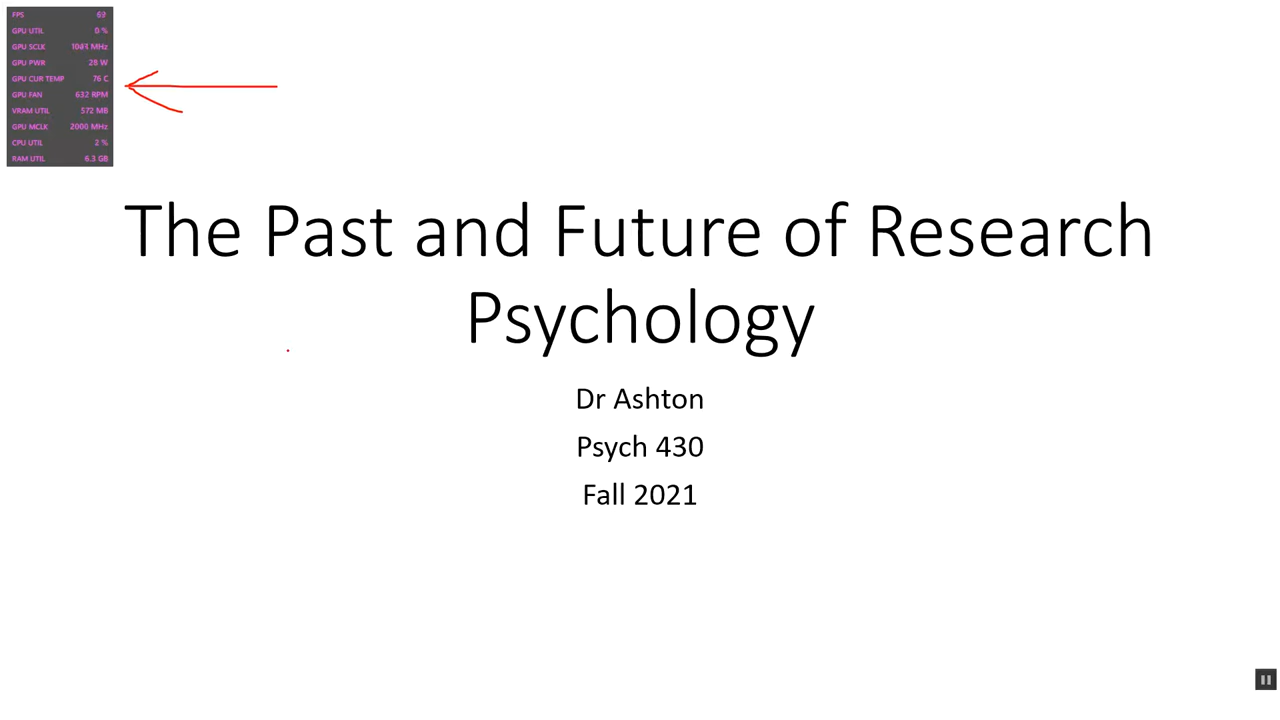 FPS 69
GPU UTIL 0 %
GPU SCLK MHz
GPU PWR 28 W
GPU CUR TEMP 76 C
GPU FAN 632 RPM
VRAM UTIL 572 MB
GPU MCLK 2000 MHz
CPU UTIL 2 %
RAM UTIL 6.3 GB
The Past and Future of Research
Psychology
Dr Ashton
Psych 430
Fall 2021